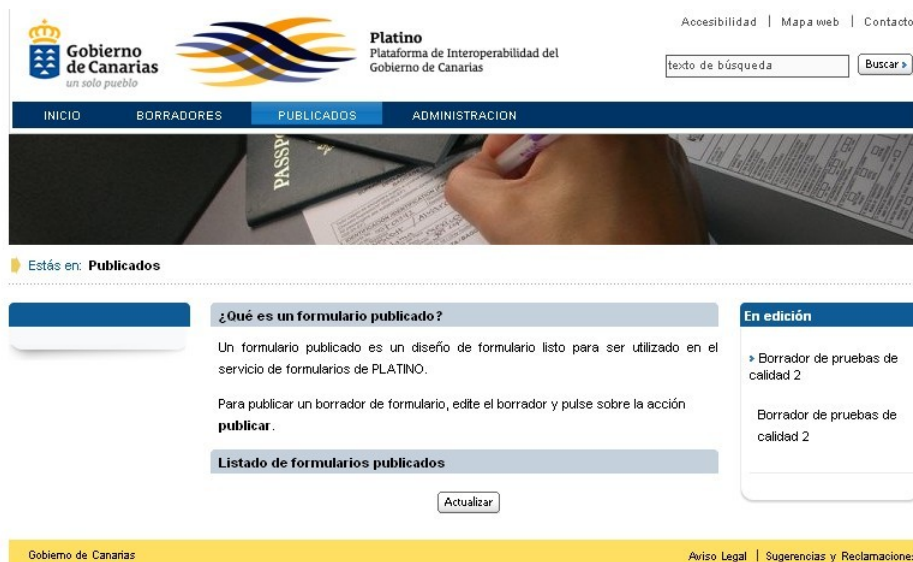 Gobierno
de Canarias
un solo pueblo
Platino
Plataforma de Interoperabilidad del
Gobierno de Canarias
Accesibilidad | Mapa web | Contacto
texto de búsqueda
Buscar
INICIO BORRADORES PUBLICADOS ADMINISTRACION
PASSP
Estás en: Publicados
¿Qué es un formulario publicado?
Un formulario publicado es un diseño de formulario listo para ser utilizado en el
servicio de formularios de PLATINO.
Para publicar un borrador de formulario, edite el borrador y pulse sobre la acción
publicar.
Listado de formularios publicados
Actualizar
En edición
Borrador de pruebas de
calidad 2
Borrador de pruebas de
calidad 2
Gobierno de Canarias
Aviso Legal | Sugerencias y Reclamaciones